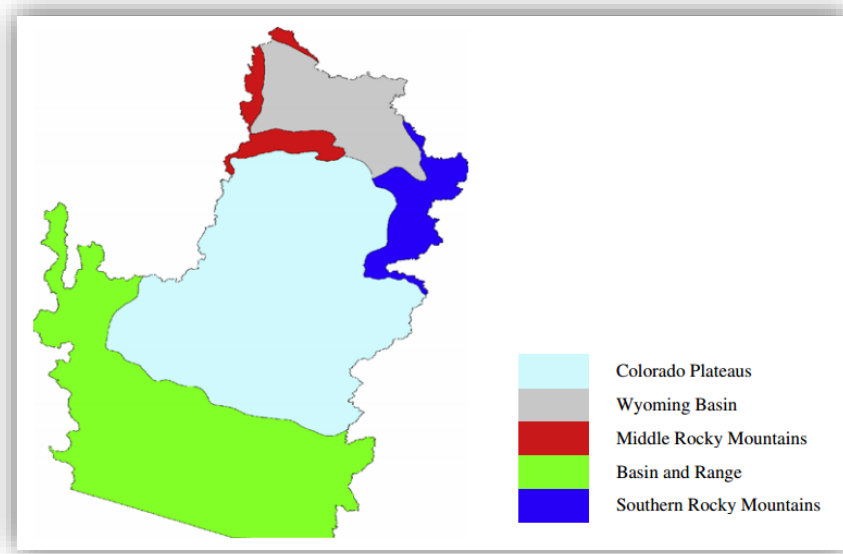 Colorado Plateaus
Wyoming Basin
Middle Rocky Mountains
Basin and Range
Southern Rocky Mountains